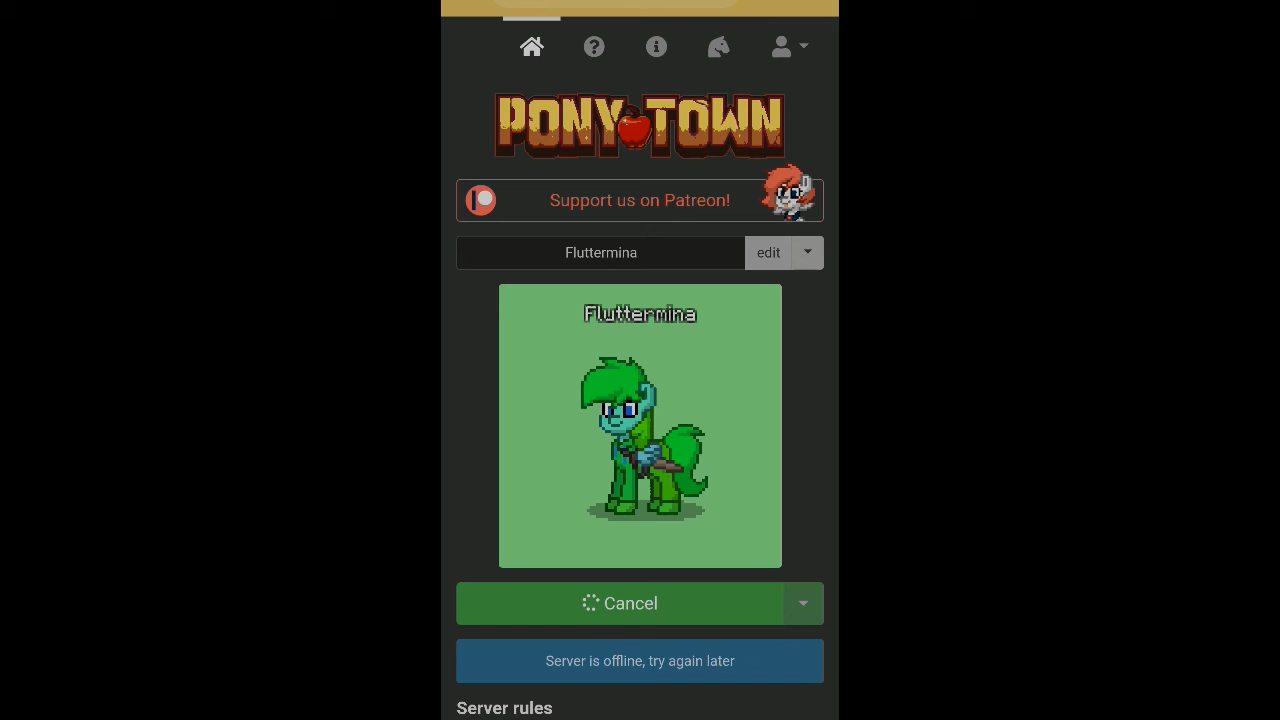 PONY TOWN
Support us on Patreon!
Fluttermina
edit
Fluttermina
Cancel
Server is offline, try again later
Server rules